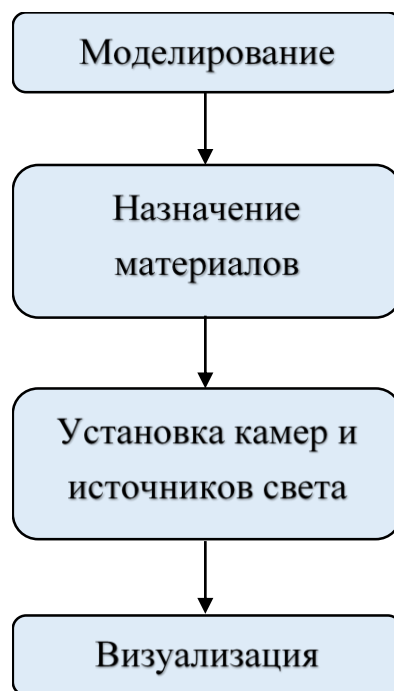 Моделирование
Назначение
материалов
Установка камер и
источников света
Визуализация